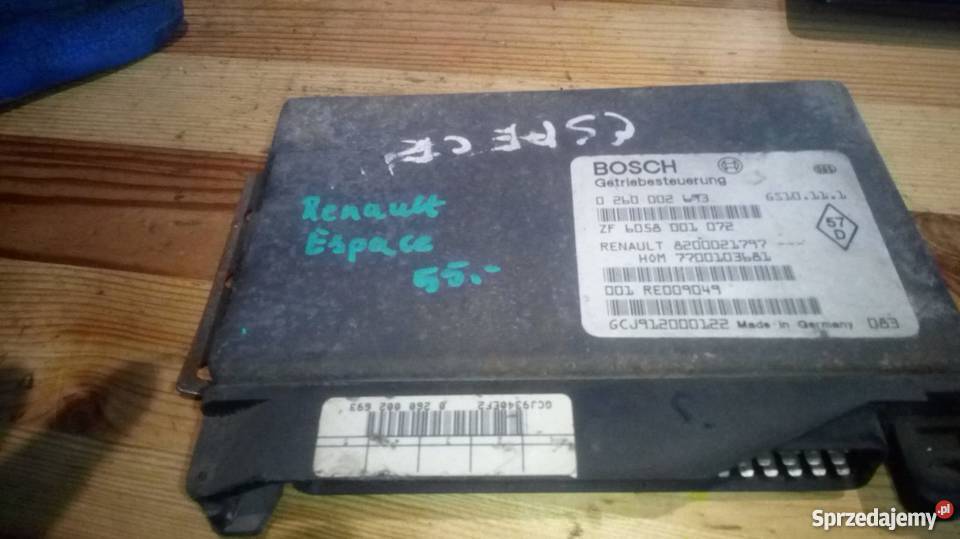 ESPACE
Renault
Espace
55.-
BOSCH
Getriebesteuerung
0 260 002 693 GS10.11.1
ZF 6058 001 072
57
D
RENAULT 8200021797 ---
HOM 7700103681
001 RE009049
GCJ912000122 Made in Germany 083
GCJ9340EF2 0 260 002 693
Sprzedajemy.pl